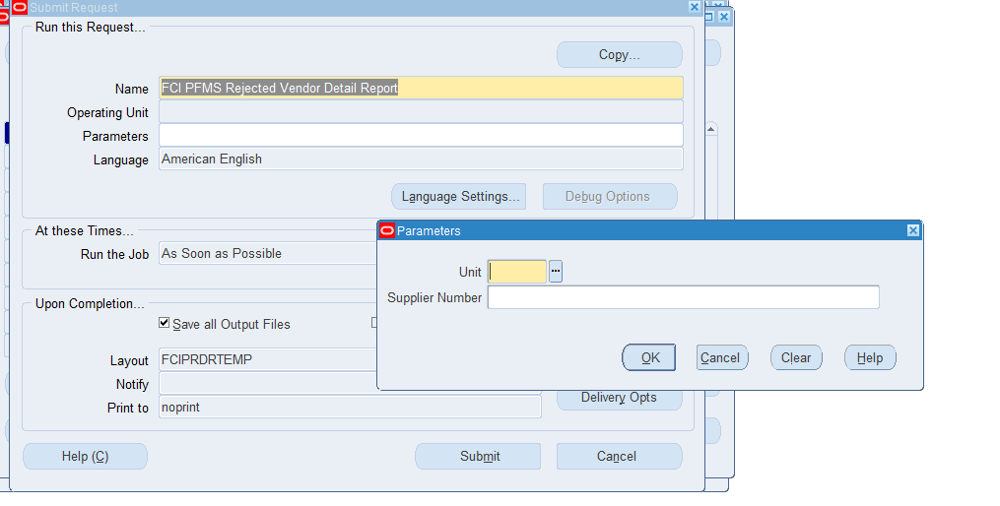 Submit Request
Run this Request...
Copy...
Name FCI PFMS Rejected Vendor Detail Report
Operating Unit
Parameters
Language American English
Language Settings... Debug Options
At these Times...
Run the Job As Soon as Possible
Upon Completion...
Save all Output Files
Layout FCIPRDRTEMP
Notify
Print to noprint
Delivery Opts
Help (C) Submit Cancel
Parameters
Unit ...
Supplier Number
OK Cancel Clear Help